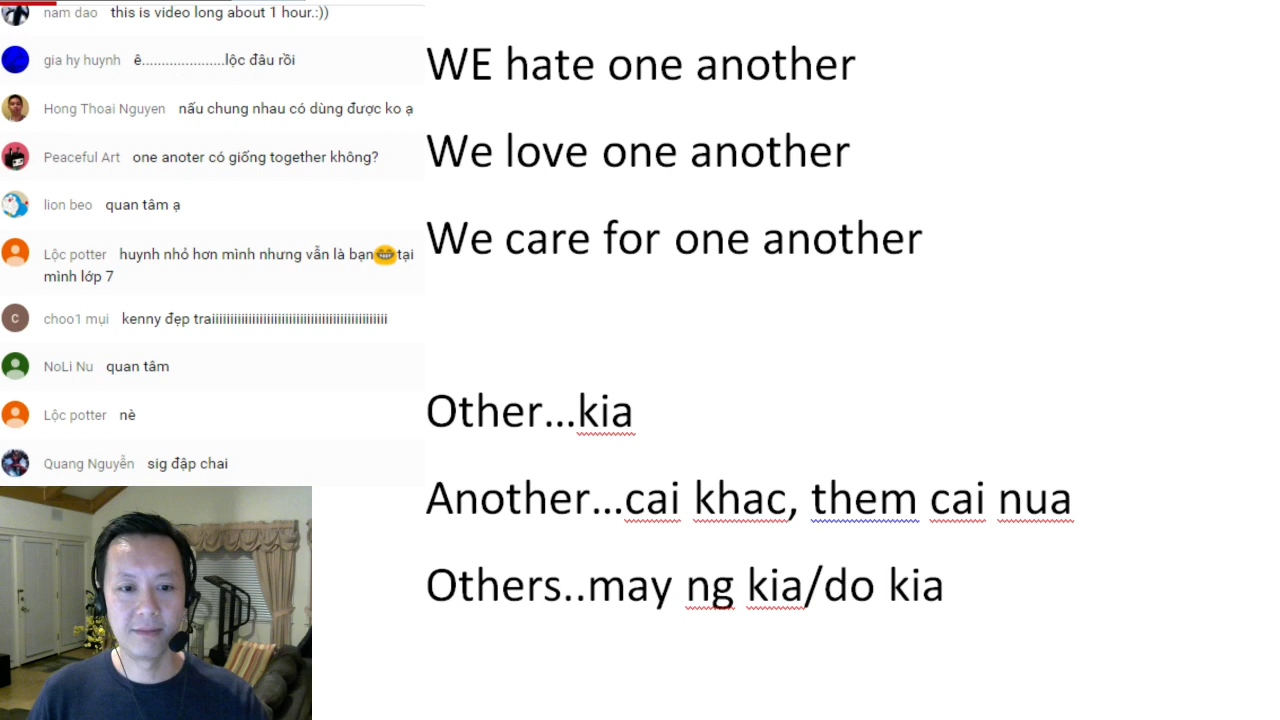 nam dao this is video long about 1 hour.:))
gia hy huynh ê.....................lộc đâu rồi
Hong Thoai Nguyen nấu chung nhau có dùng được ko ạ
Peaceful Art one anoter có giống together không?
lion beo quan tâm ạ
Lộc potter huynh nhỏ hơn mình nhưng vẫn là bạn😂tại
mình lớp 7
C choo1 mụi kenny đẹp traiiiiiiiiiiiiiiiiiiiiiiiiiiiiiiiiiiiiiiiiiiiiii
NoLi Nu quan tâm
Lộc potter nè
Quang Nguyễn sig đập chai
WE hate one another
We love one another
We care for one another
Other...kia
Another...cai khac, them cai nua
Others..may ng kia/do kia